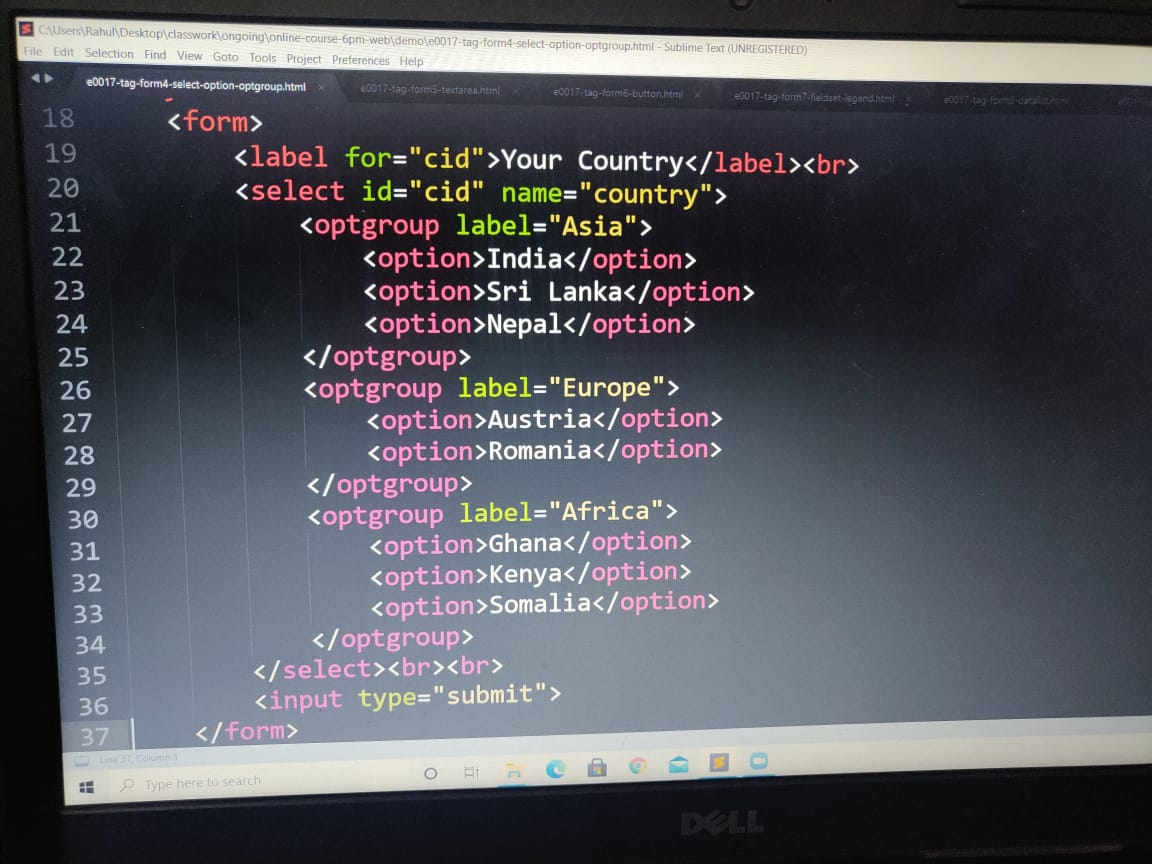 C:\Users\Rahul\Desktop\classwork\ongoing\online-course-6pm-web\demo\e0017-tag-form4-select-option-optgroup.html - Sublime Text (UNREGISTERED)
File Edit Selection Find View Goto Tools Project Preferences Help
e0017-tag-form4-select-option-optgroup.html × e0017-tag-form5-textarea.html × e0017-tag-form6-button.html × e0017-tag-form7-fieldset-legend.html × e0017-tag-form8-datalist.html
18 <form>
19 <label for="cid">Your Country</label><br>
20 <select id="cid" name="country">
21 <optgroup label="Asia">
22 <option>India</option>
23 <option>Sri Lanka</option>
24 <option>Nepal</option>
25 </optgroup>
26 <optgroup label="Europe">
27 <option>Austria</option>
28 <option>Romania</option>
29 </optgroup>
30 <optgroup label="Africa">
31 <option>Ghana</option>
32 <option>Kenya</option>
33 <option>Somalia</option>
34 </optgroup>
35 </select><br><br>
36 <input type="submit">
37 </form>
Line 37, Column 1
Type here to search
DELL